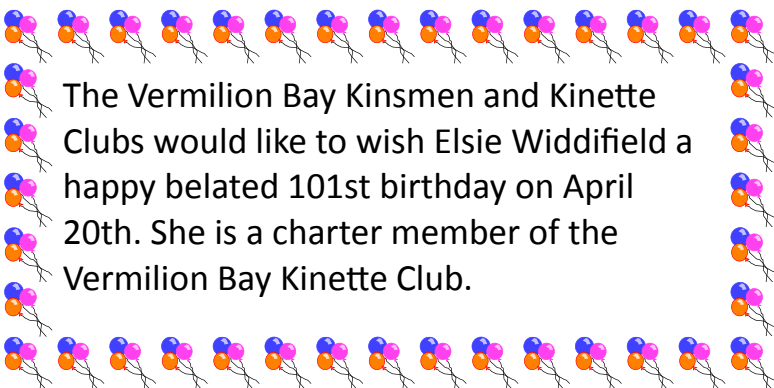 The Vermilion Bay Kinsmen and Kinette
Clubs would like to wish Elsie Widdifield a
happy belated 101st birthday on April
20th. She is a charter member of the
Vermilion Bay Kinette Club.